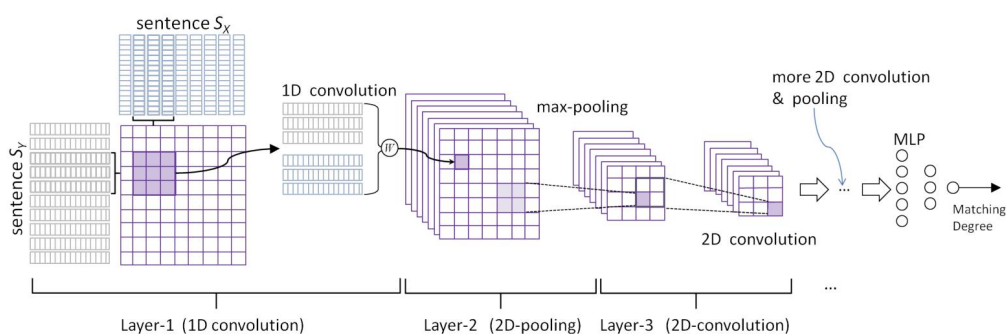 sentence S_X
sentence S_Y
1D convolution
W
max-pooling
2D convolution
more 2D convolution
& pooling
...
MLP
Matching
Degree
Layer-1 (1D convolution)
Layer-2 (2D-pooling)
Layer-3 (2D-convolution)
...